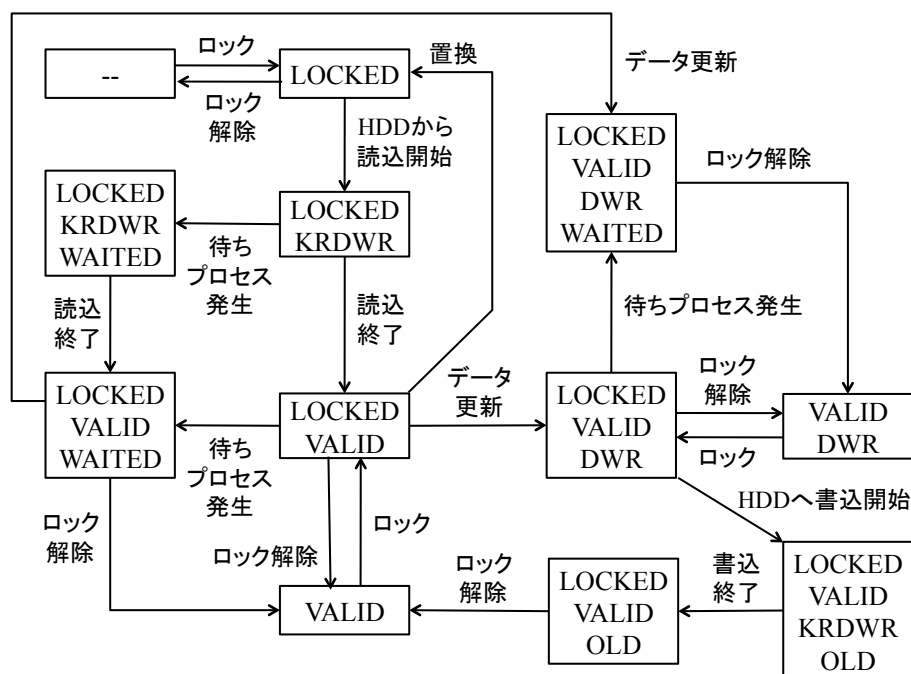 ロック
置換
--
LOCKED
データ更新
ロック
解除
HDDから
読込開始
LOCKED
VALID
DWR
WAITED
ロック解除
LOCKED
KRDWR
WAITED
LOCKED
KRDWR
待ち
プロセス
発生
読込
終了
読込
終了
待ちプロセス発生
データ
更新
ロック
解除
LOCKED
VALID
WAITED
LOCKED
VALID
LOCKED
VALID
DWR
VALID
DWR
待ち
プロセス
発生
ロック
HDDへ書込開始
ロック
解除
ロック解除
ロック
ロック
解除
書込
終了
VALID
LOCKED
VALID
OLD
LOCKED
VALID
KRDWR
OLD